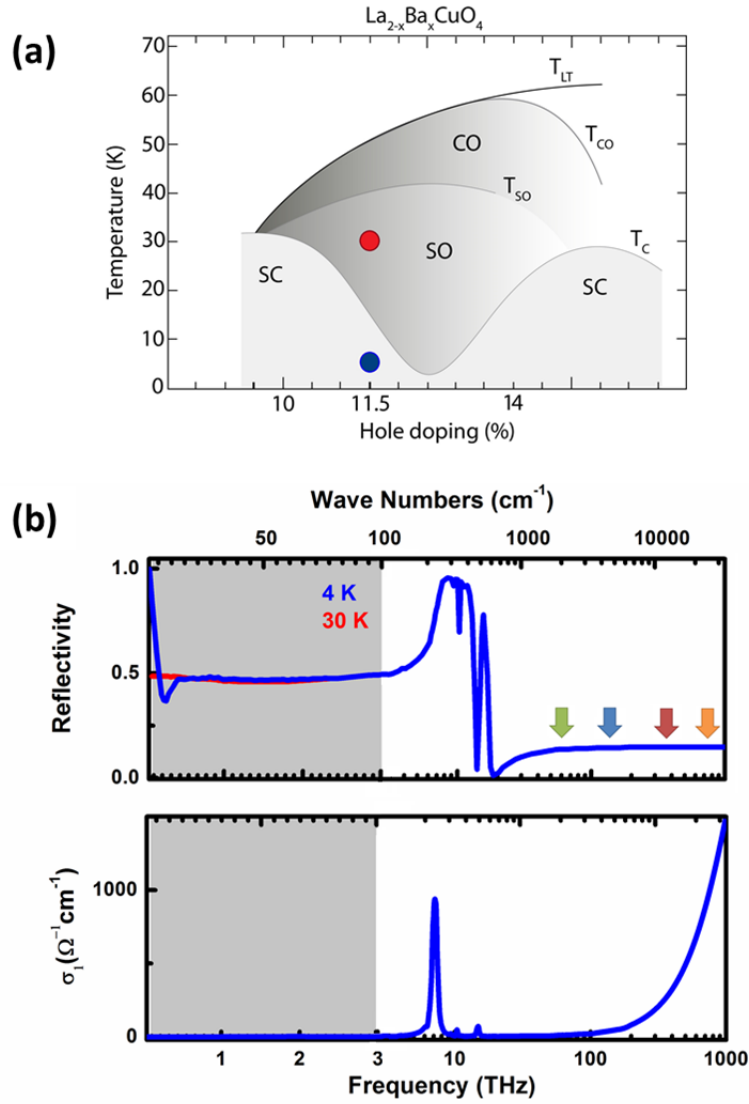 La2-xBaxCuO4
(a)
70
60
50
40
30
20
10
0
Temperature (K)
TLT
CO
TCO
TSO
SO
TC
SC
SC
10
11.5
14
Hole doping (%)
(b)
Wave Numbers (cm-1)
50
100
1000
10000
1.0
0.5
0.0
Reflectivity
4 K
30 K
1000
0
σ1(Ω-1cm-1)
1
2
3
10
100
1000
Frequency (THz)